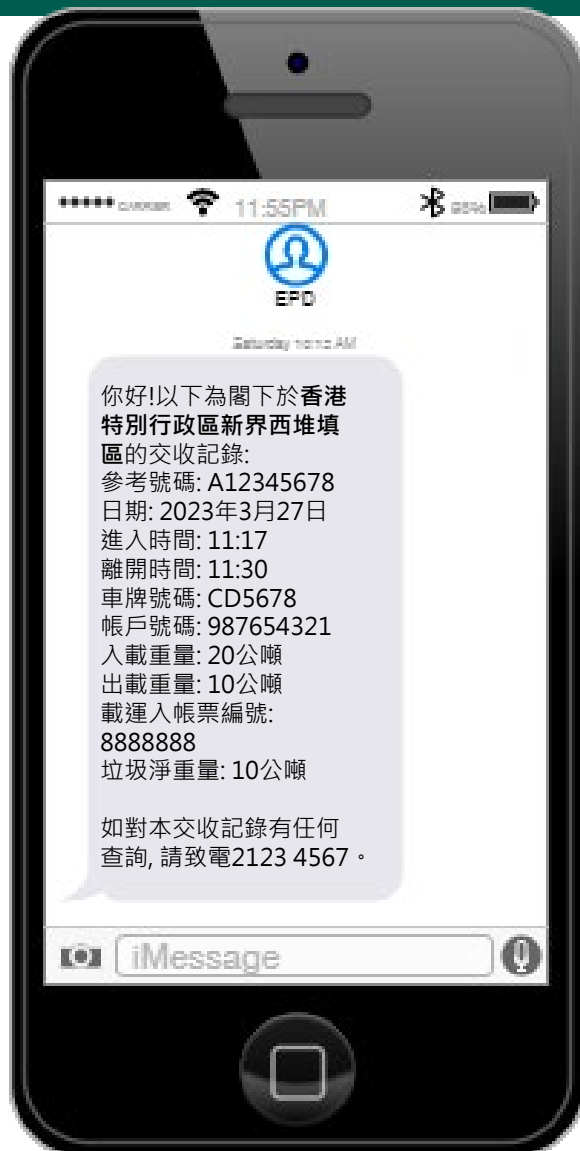 11:55PM
EPD
你好!以下為閣下於香港
特別行政區新界西堆填
區的交收記錄:
參考號碼: A12345678
日期: 2023年3月27日
進入時間: 11:17
離開時間: 11:30
車牌號碼: CD5678
帳戶號碼: 987654321
入載重量: 20公噸
出載重量: 10公噸
載運入帳票編號:
8888888
垃圾淨重量: 10公噸
如對本交收記錄有任何
查詢, 請致電2123 4567。
iMessage